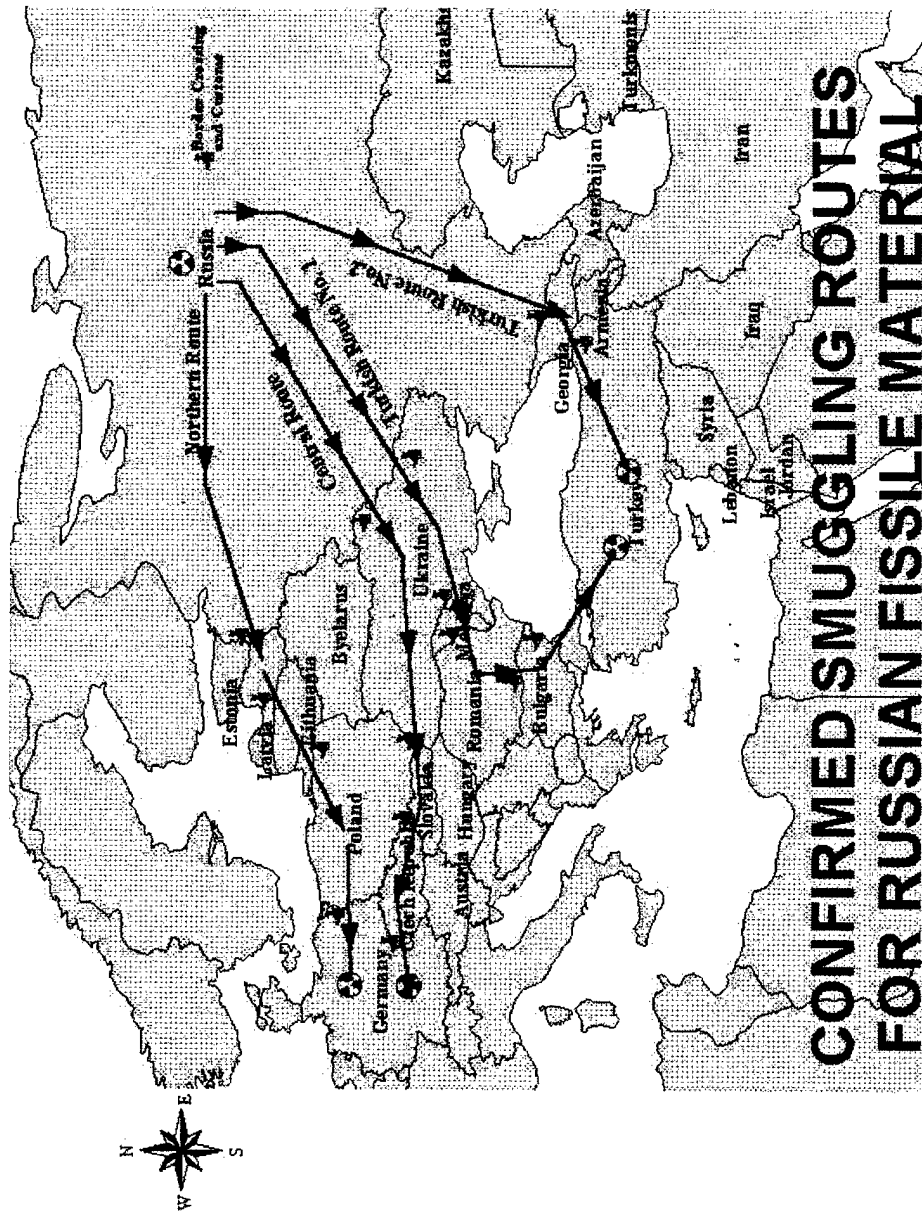 N
W E
S
Border Crossing
and Customs
Russia
Northern Route
Central Route
Turkish Route No.1
Turkish Route No.2
Estonia
Latvia
Lithuania
Byelarus
Poland
Ukraine
Germany
Czech Republic
Slovakia
Austria
Hungary
Romania
Bulgaria
Georgia
Armenia
Azerbaijan
Turkey
Syria
Lebanon
Israel
Jordan
Iraq
Iran
CONFIRMED SMUGGLING ROUTES
FOR RUSSIAN FISSILE MATERIAL